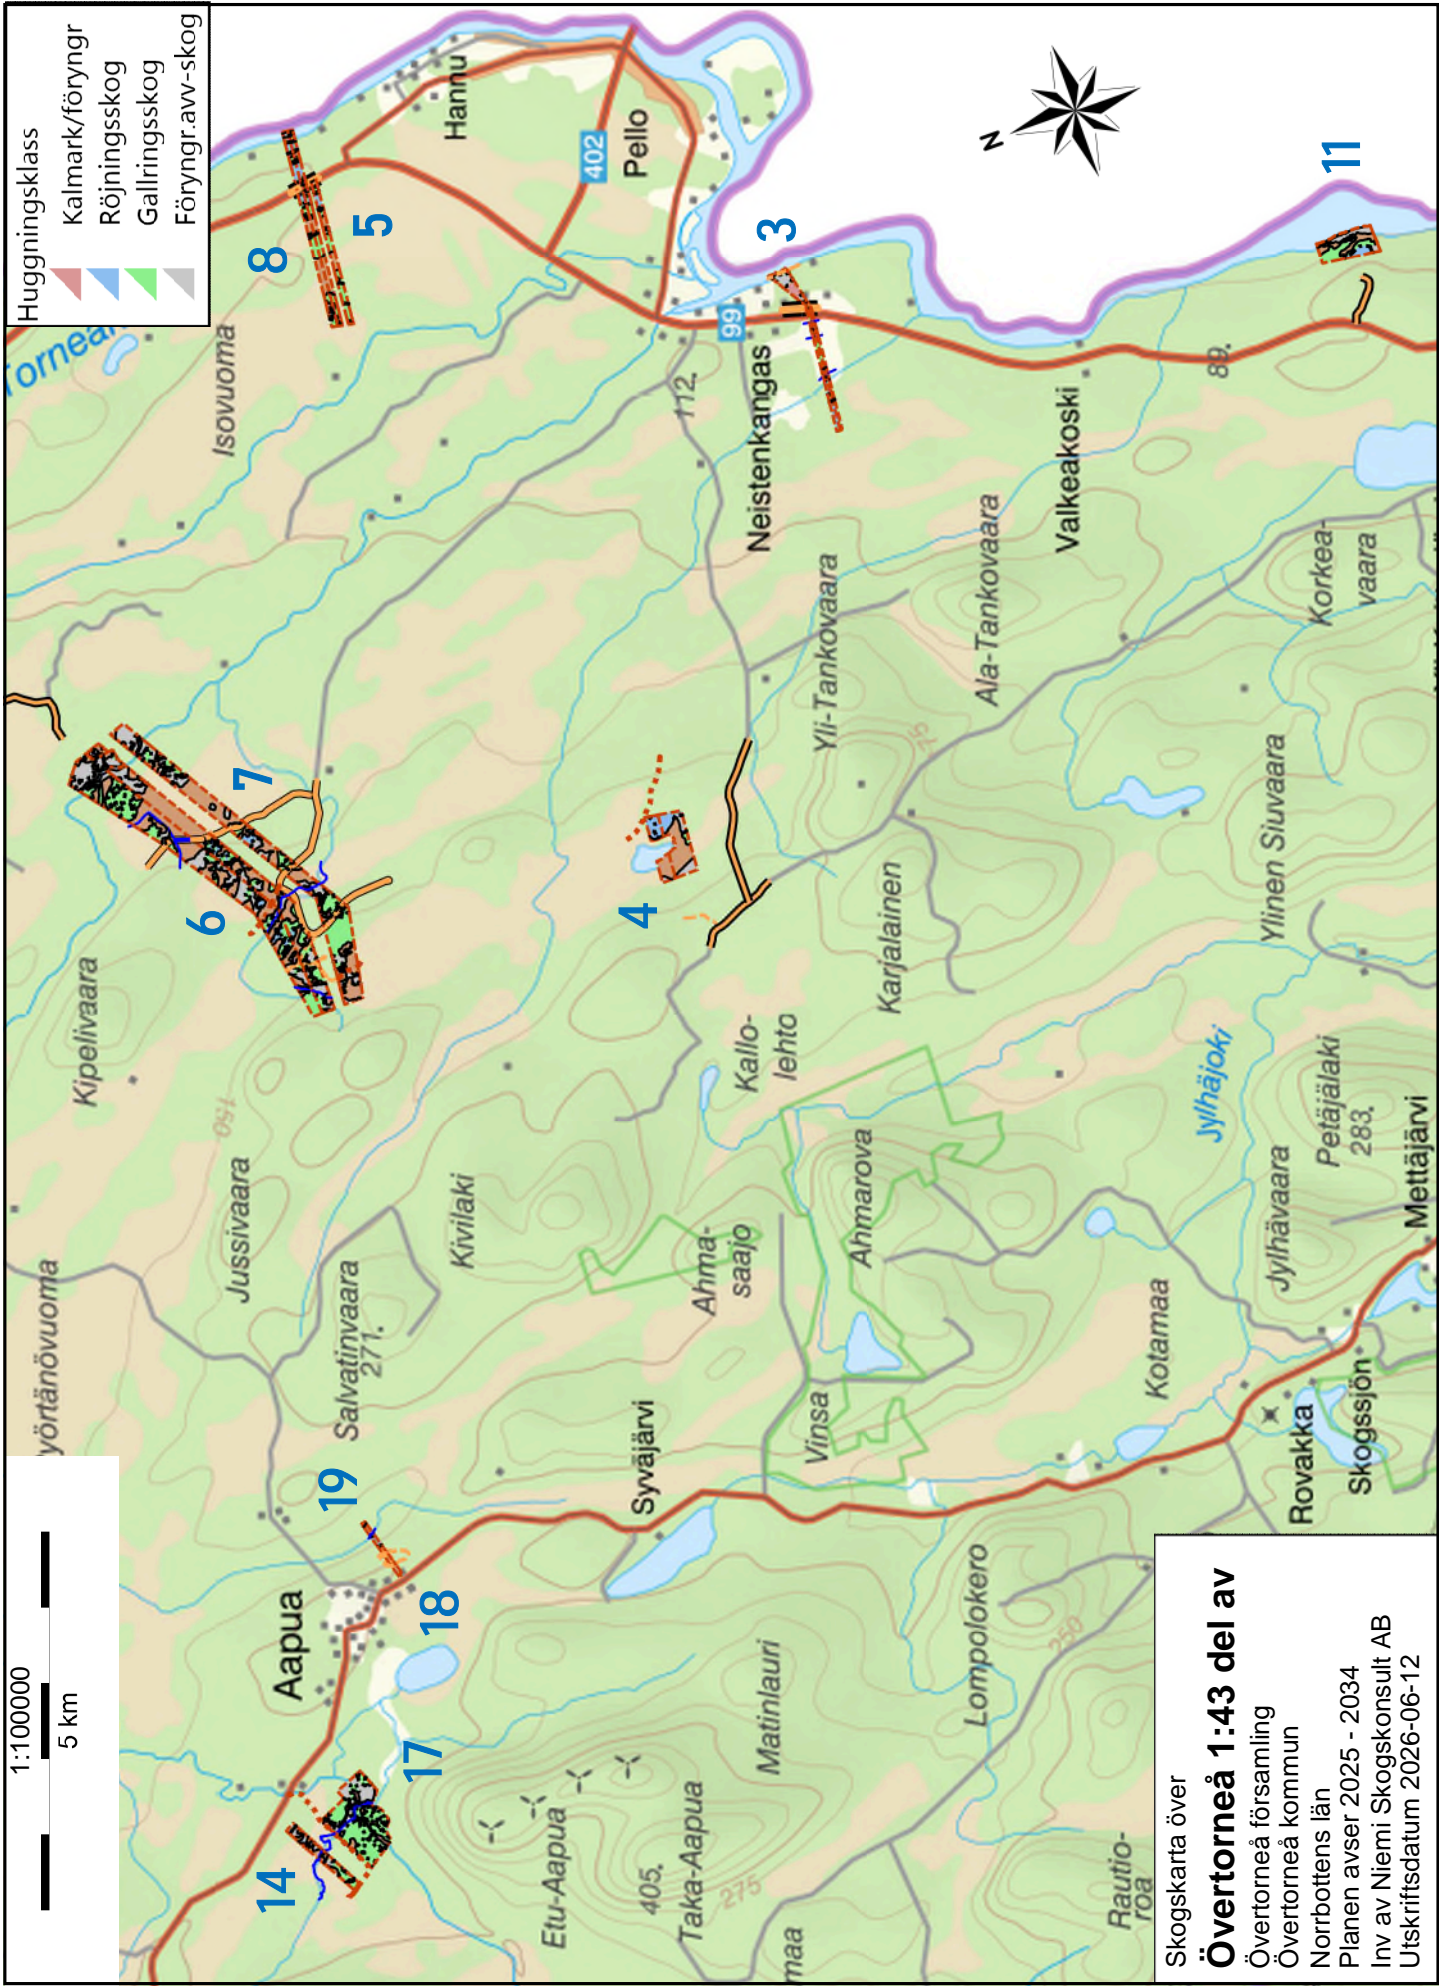 Huggningsklass
Kalmark/föryngr
Röjningsskog
Gallringsskog
Föryngr.avv-skog
1:100000
5 km
Skogskarta över
Övertorneå 1:43 del av
Övertorneå församling
Övertorneå kommun
Norrbottens län
Planen avser 2025 - 2034
Inv av Niemi Skogskonsult AB
Utskriftsdatum 2026-06-12
N
Hannu
402
Pello
8
5
3
11
Isovuoma
99
112.
Neistenkangas
89.
Valkeakoski
Korkea-
vaara
Yli-Tankovaara
Ala-Tankovaara
75
7
6
4
Kipelivaara
Karjalainen
Ylinen Siuvaara
Kallo-
lehto
150
Jylhäjoki
Petäjälaki
283.
Mettäjärvi
Jussivaara
Kivilaki
Ahmarova
Jylhävaara
Ahma-
saajo
yörtänövuoma
Salvatinvaara
271.
Kotamaa
Vinsa
Syväjärvi
Rovakka
Skogssjön
19
18
Aapua
Lompolokero
250
Matinlauri
17
14
Etu-Aapua
405.
Taka-Aapua
275
maa
Rautio-
roa